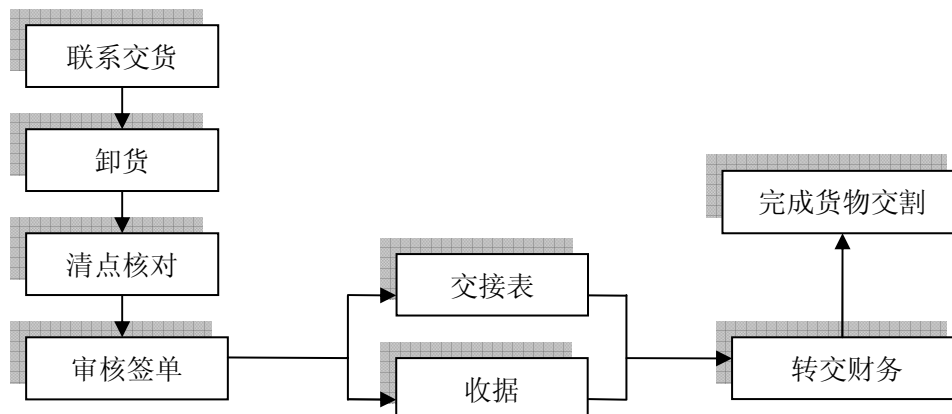 联系交货
卸货
清点核对
审核签单
交接表
收据
转交财务
完成货物交割